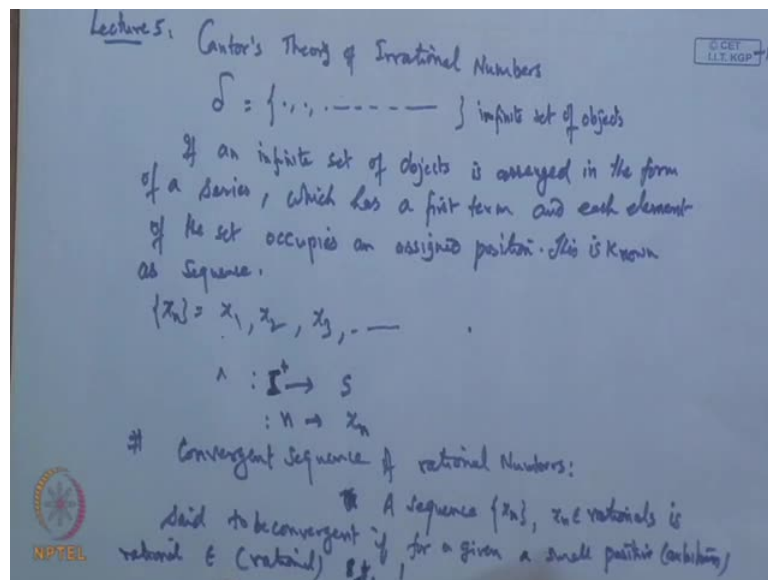 Lecture 5: Cantor's Theory of Irrational Numbers
© CET
I.I.T. KGP
S = {., ., . ------- } infinite set of objects
If an infinite set of objects is arranged in the form
of a series, which has a first term and each element
of the set occupies an assigned position. This is known
as sequence.
{xn} = x1, x2, x3, . ——
: I+ → S
: n → xn
# Convergent sequence of rational Numbers:
A sequence {xn}, xn ∈ rationals is
said to be convergent if for a given a small positive (arbitrary)
rational ∈ (rational)
NPTEL